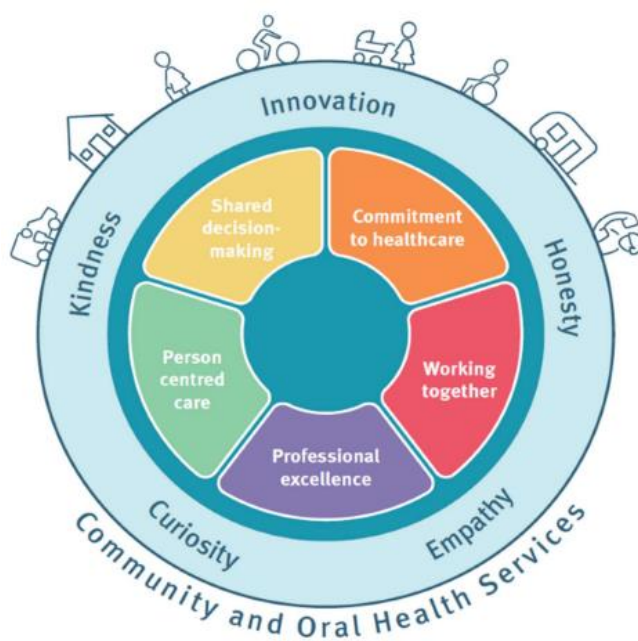 Innovation
Honesty
Empathy
Curiosity
Kindness
Shared
decision-
making
Commitment
to healthcare
Working
together
Professional
excellence
Person
centred
care
Community and Oral Health Services